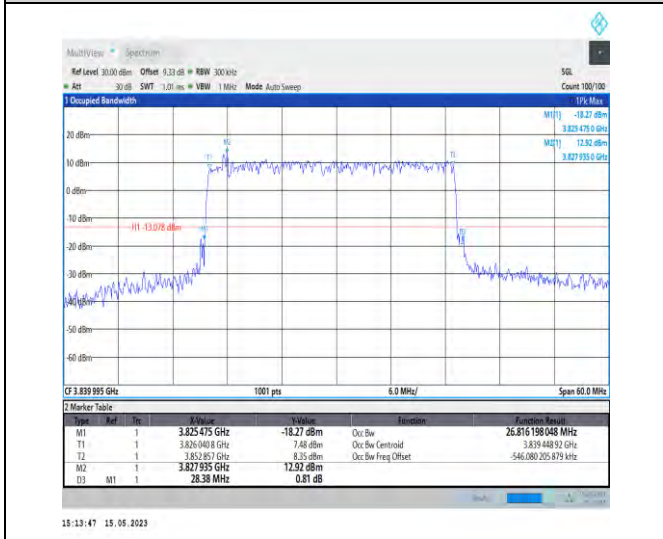 MultiView Spectrum
Ref Level 30.00 dBm Offset 9.33 dB RBW 300 kHz SGL
Att 30 dB SWT 1.01 ms VBW 1 MHz Mode Auto Sweep Count 100/100
1 Occupied Bandwidth 1Pk Max
M1[1] -18.27 dBm
3.825 475 0 GHz
M2[1] 12.92 dBm
3.827 935 0 GHz
M2
T1 T2
20 dBm
10 dBm
0 dBm
-10 dBm
H1 -13.078 dBm
-20 dBm
-30 dBm
-40 dBm
-50 dBm
-60 dBm
CF 3.839 995 GHz 1001 pts 6.0 MHz/ Span 60.0 MHz
2 Marker Table
Type Ref Trc X-Value Y-Value Function Function Result
M1 1 3.825 475 GHz -18.27 dBm Occ Bw 26.816 198 048 MHz
T1 1 3.826 040 8 GHz 7.48 dBm Occ Bw Centroid 3.839 448 92 GHz
T2 1 3.852 857 GHz 8.35 dBm Occ Bw Freq Offset -546.080 205 879 kHz
M2 1 3.827 935 GHz 12.92 dBm
D3 M1 1 28.38 MHz 0.81 dB
15:13:47 15.05.2023